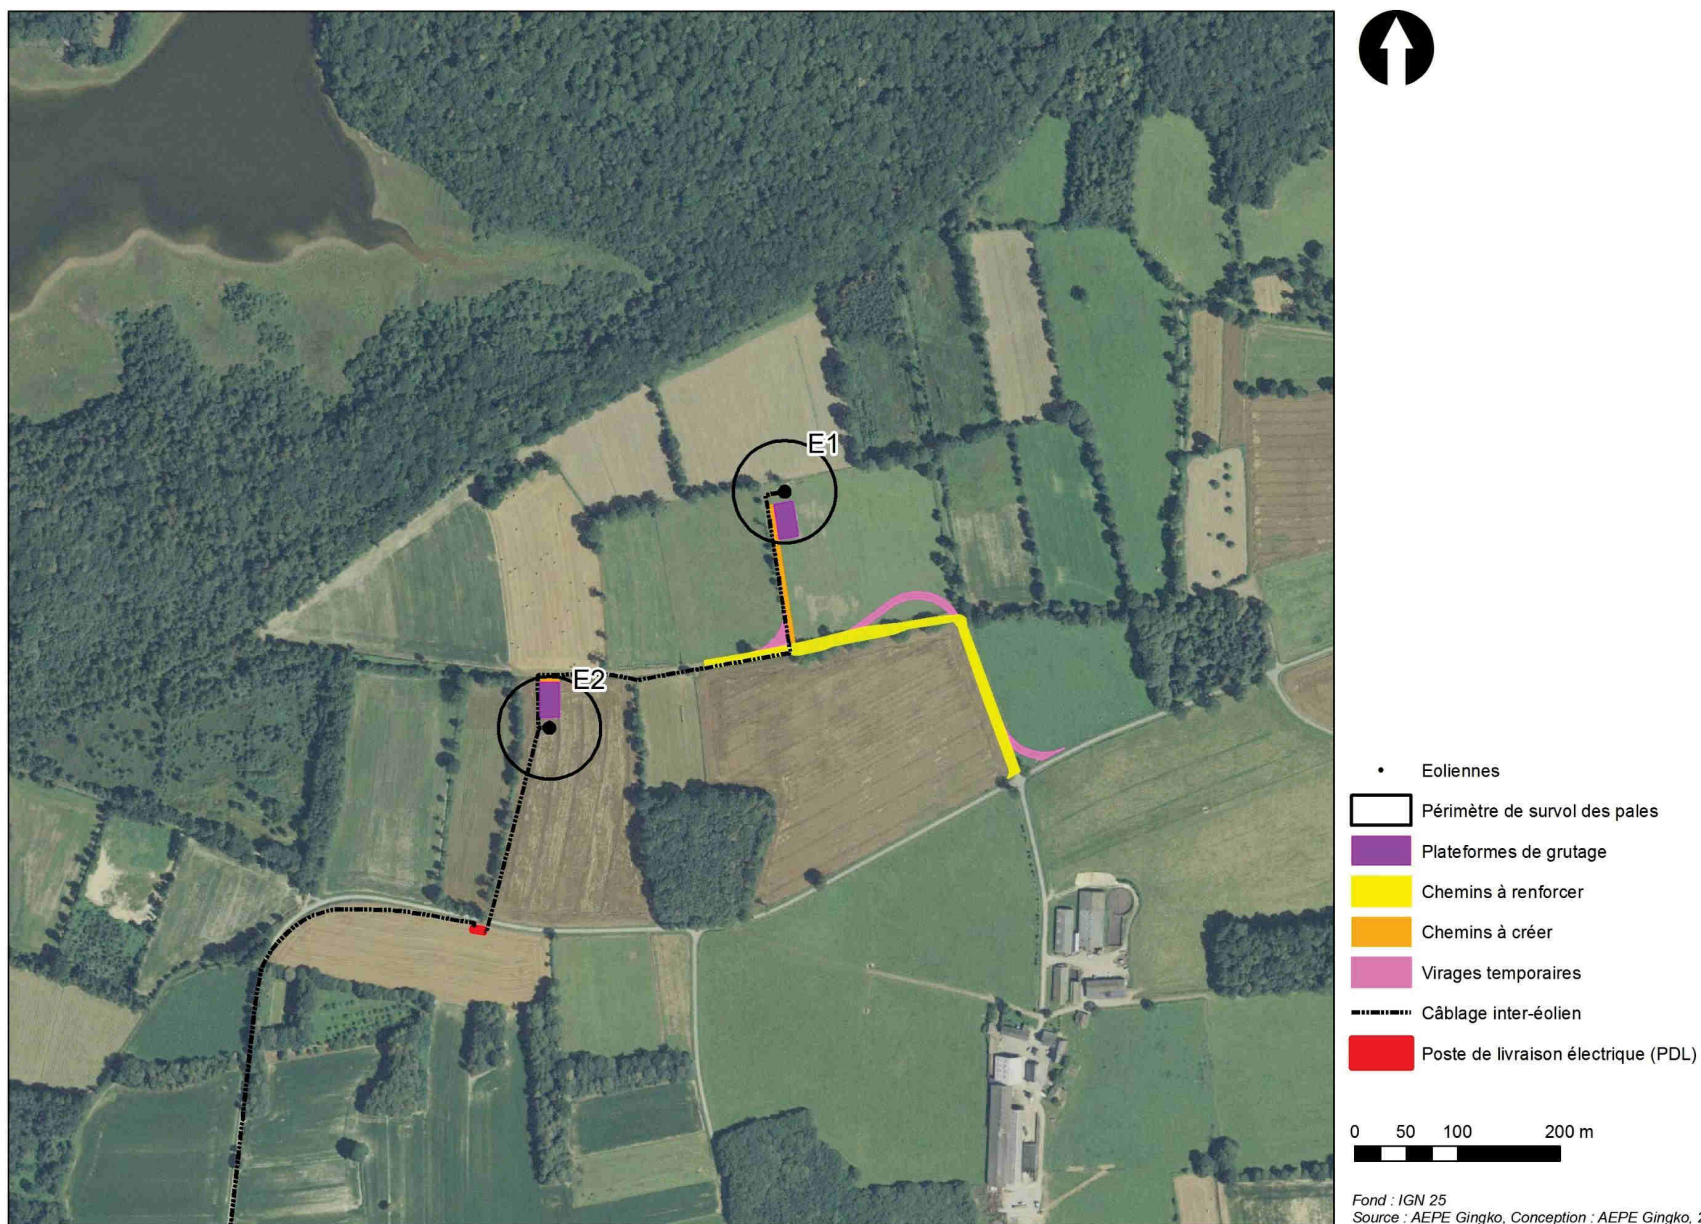 E1
E2
Eoliennes
Périmètre de survol des pales
Plateformes de grutage
Chemins à renforcer
Chemins à créer
Virages temporaires
Câblage inter-éolien
Poste de livraison électrique (PDL)
0 50 100 200 m
Fond : IGN 25
Source : AEPE Gingko, Conception : AEPE Gingko,